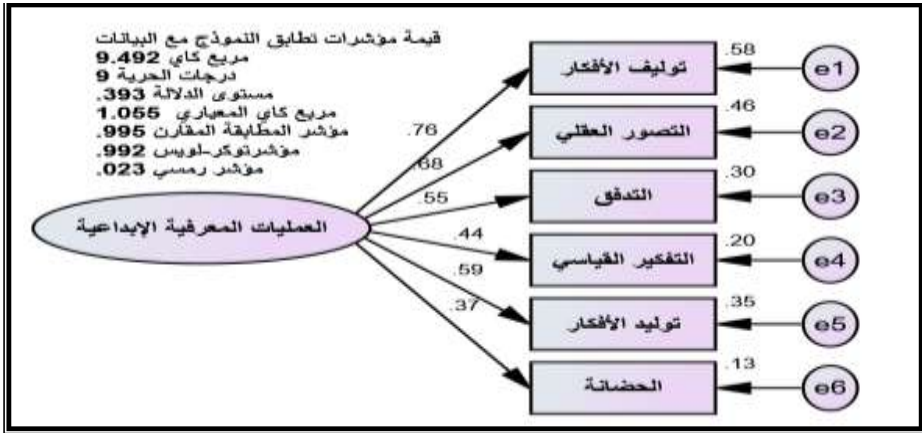 قيمة مؤشرات تطابق النموذج مع البيانات
مربع كاي 9.492
درجات الحرية 9
مستوى الدلالة 393.
مربع كاي المعياري 1.055
مؤشر المطابقة المقارن 995.
مؤشرتوكر-لويس 992.
مؤشر رمسي 023.
العمليات المعرفية الإبداعية
.76
.68
.55
.44
.59
.37
توليف الأفكار
.58
e1
التصور العقلي
.46
e2
التدفق
.30
e3
التفكير القياسي
.20
e4
توليد الأفكار
.35
e5
الحضانة
.13
e6